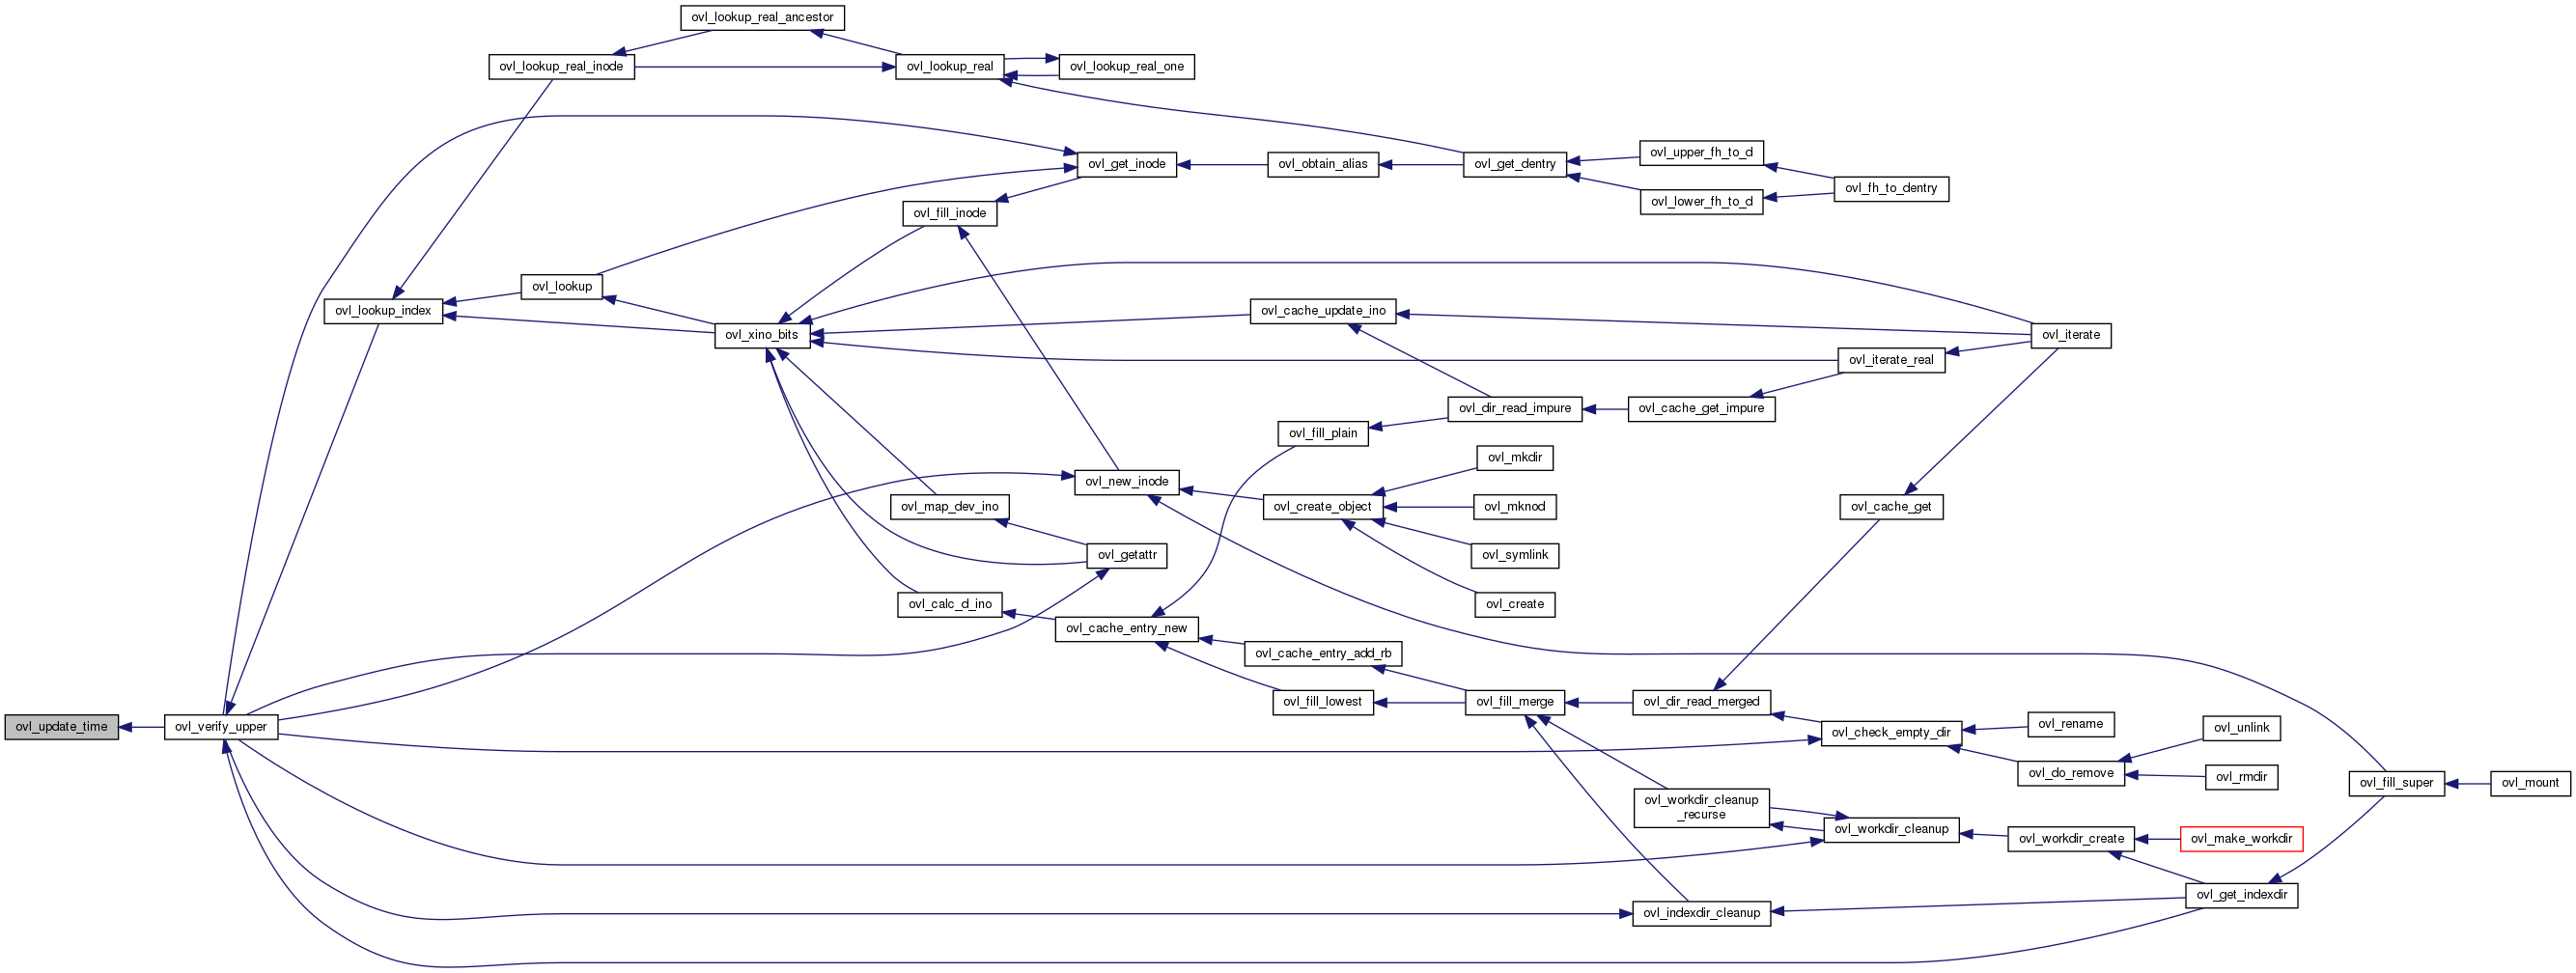 ovl_lookup_real_ancestor
ovl_lookup_real_inode
ovl_lookup_real
ovl_lookup_real_one
ovl_get_inode
ovl_obtain_alias
ovl_get_dentry
ovl_upper_fh_to_d
ovl_fh_to_dentry
ovl_lower_fh_to_d
ovl_fill_inode
ovl_lookup
ovl_lookup_index
ovl_xino_bits
ovl_cache_update_ino
ovl_iterate
ovl_iterate_real
ovl_dir_read_impure
ovl_cache_get_impure
ovl_fill_plain
ovl_mkdir
ovl_new_inode
ovl_map_dev_ino
ovl_create_object
ovl_mknod
ovl_cache_get
ovl_getattr
ovl_symlink
ovl_calc_d_ino
ovl_create
ovl_cache_entry_new
ovl_cache_entry_add_rb
ovl_fill_lowest
ovl_fill_merge
ovl_dir_read_merged
ovl_update_time
ovl_verify_upper
ovl_check_empty_dir
ovl_rename
ovl_unlink
ovl_do_remove
ovl_rmdir
ovl_fill_super
ovl_mount
ovl_workdir_cleanup
_recurse
ovl_workdir_cleanup
ovl_workdir_create
ovl_make_workdir
ovl_get_indexdir
ovl_indexdir_cleanup